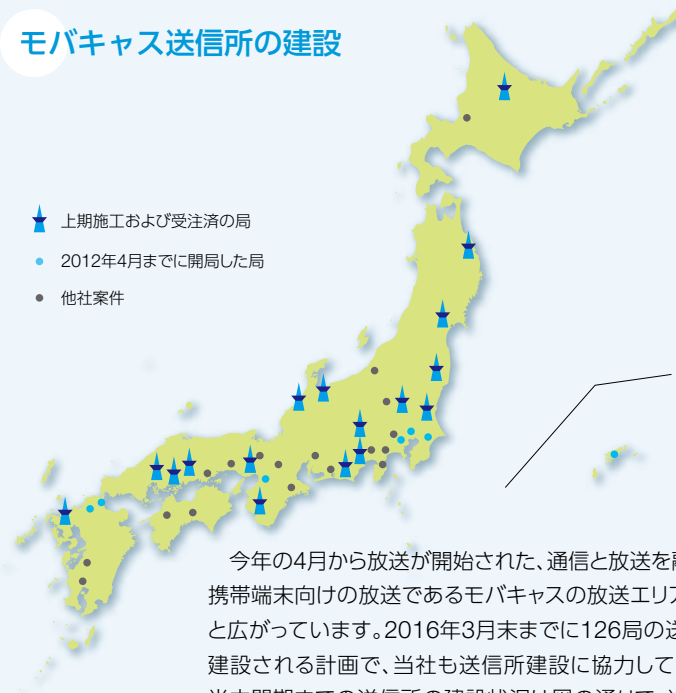 モバキャス送信所の建設
上期施工および受注済の局
2012年4月までに開局した局
他社案件
今年の4月から放送が開始された、通信と放送を
携帯端末向けの放送であるモバキャスの放送エリア
と広がっています。2016年3月末までに126局の送
建設される計画で、当社も送信所建設に協力して